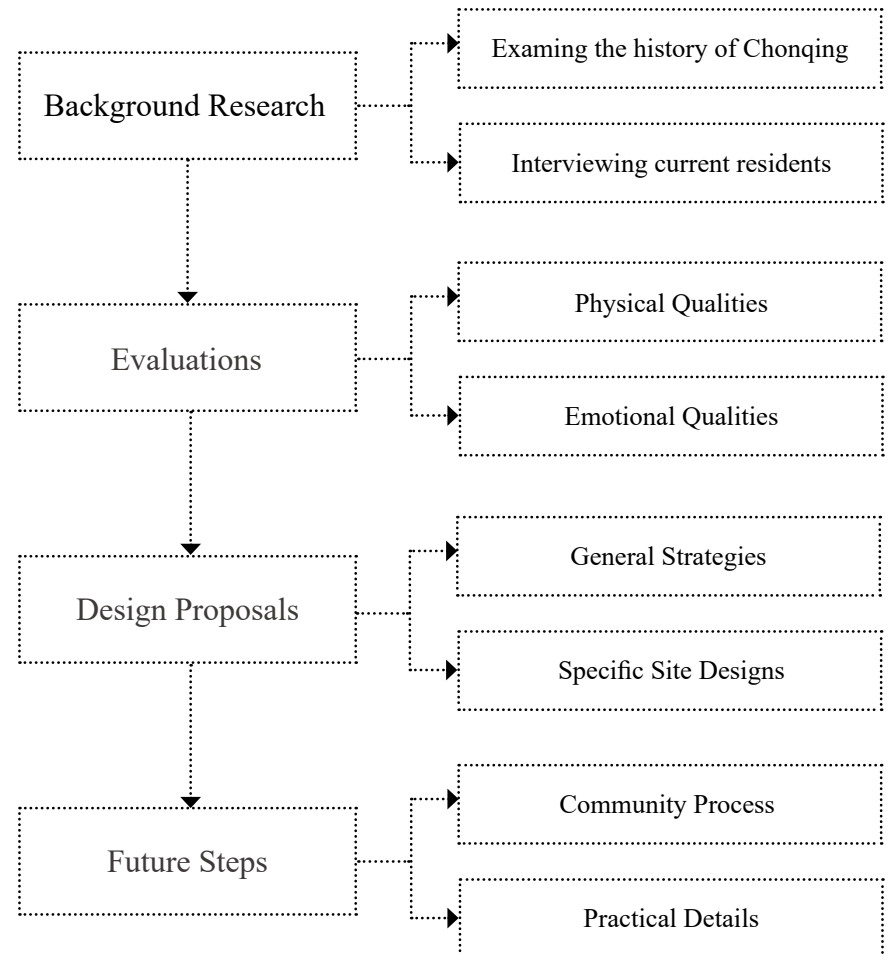 Background Research
Examing the history of Chonqing
Interviewing current residents
Evaluations
Physical Qualities
Emotional Qualities
Design Proposals
General Strategies
Specific Site Designs
Future Steps
Community Process
Practical Details